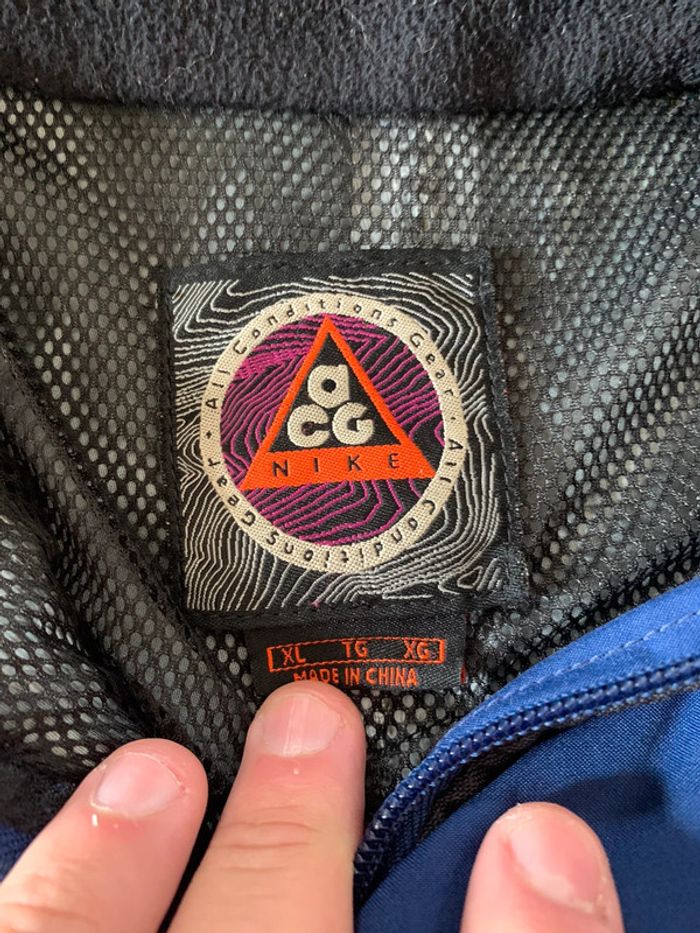 All Conditions Gear • All Conditions Gear •
aCG
NIKE
XL TG XG
MADE IN CHINA